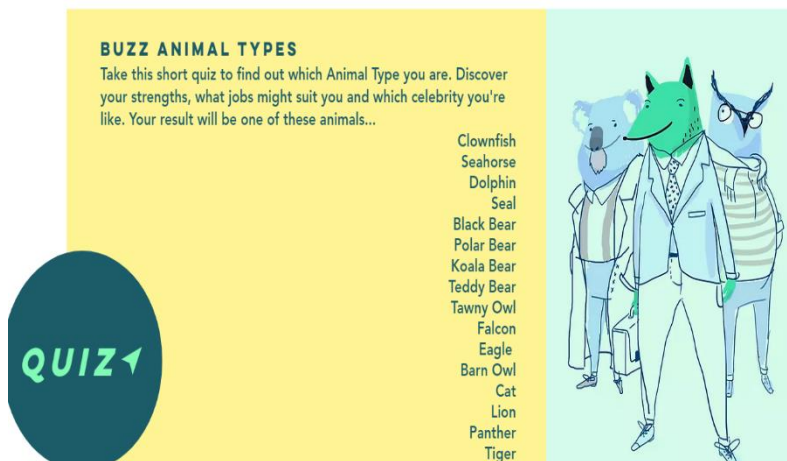 BUZZ ANIMAL TYPES
Take this short quiz to find out which Animal Type you are. Discover
your strengths, what jobs might suit you and which celebrity you're
like. Your result will be one of these animals...
Clownfish
Seahorse
Dolphin
Seal
Black Bear
Polar Bear
Koala Bear
Teddy Bear
Tawny Owl
Falcon
Eagle
Barn Owl
Cat
Lion
Panther
Tiger
QUIZ